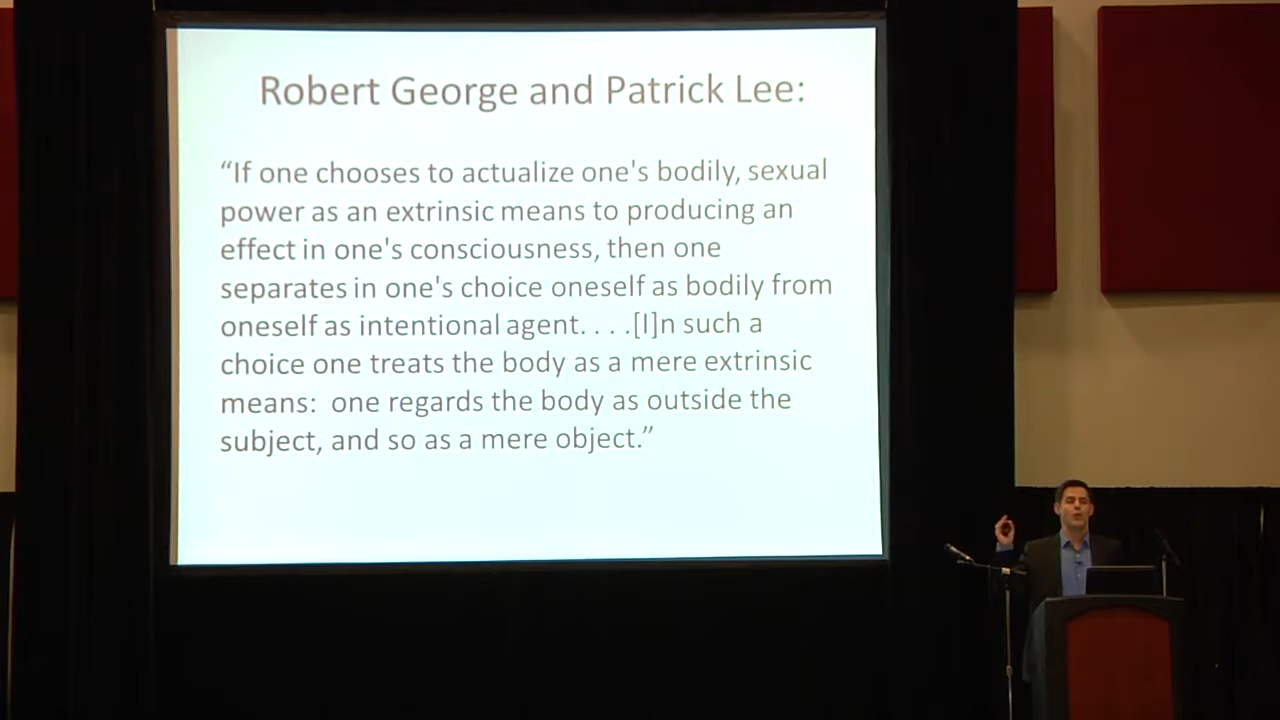 Robert George and Patrick Lee:
“If one chooses to actualize one's bodily, sexual
power as an extrinsic means to producing an
effect in one's consciousness, then one
separates in one's choice oneself as bodily from
oneself as intentional agent. . . .[I]n such a
choice one treats the body as a mere extrinsic
means:  one regards the body as outside the
subject, and so as a mere object.”